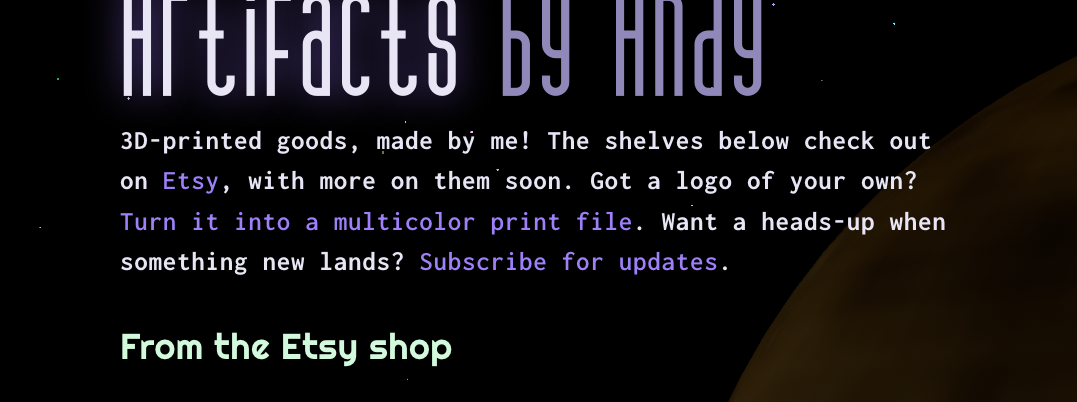 Artifacts by Andy
3D-printed goods, made by me! The shelves below check out
on Etsy, with more on them soon. Got a logo of your own?
Turn it into a multicolor print file. Want a heads-up when
something new lands? Subscribe for updates.
From the Etsy shop